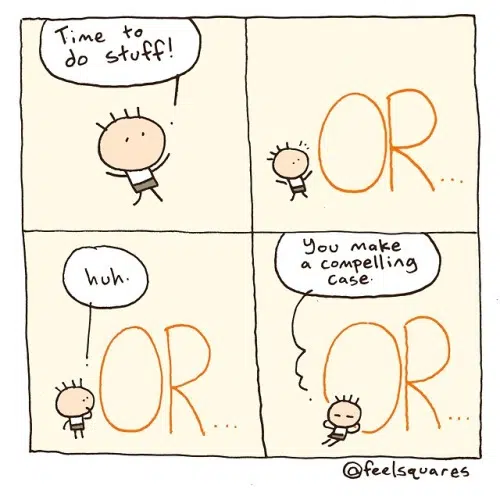 Time to
do stuff!
OR...
huh.
OR...
You make
a compelling
case.
OR...
@feelsquares